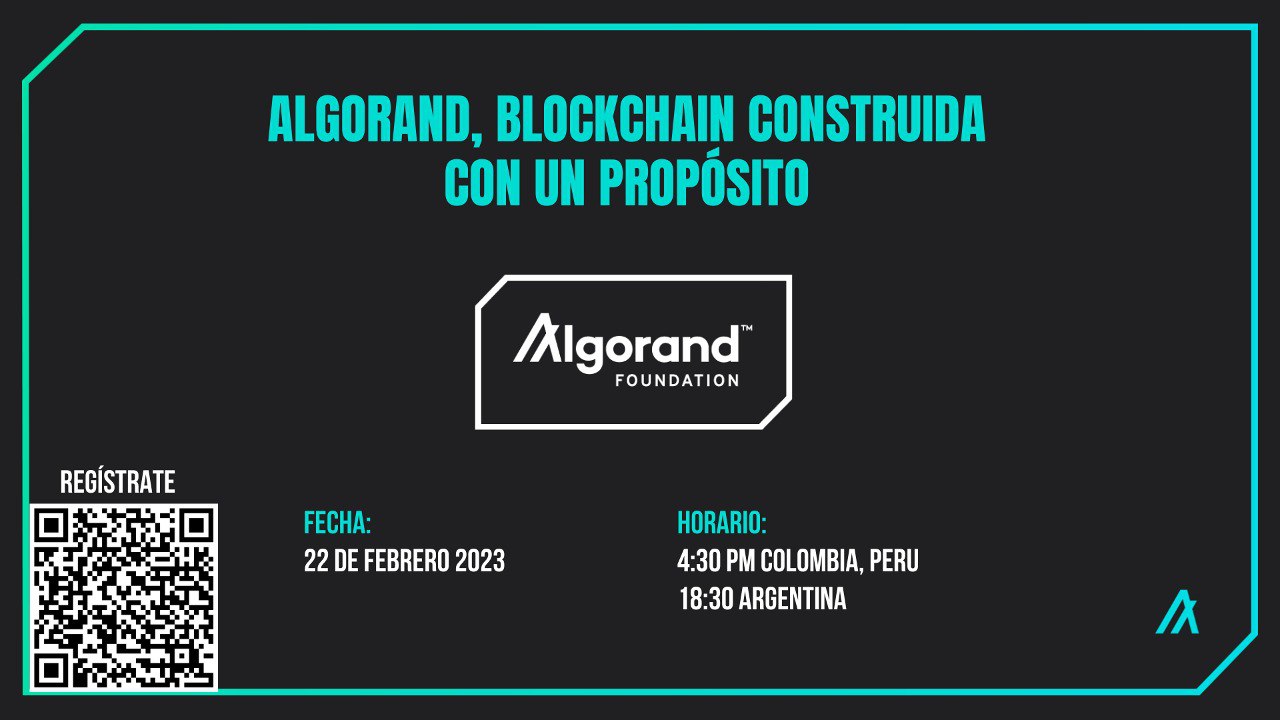 ALGORAND, BLOCKCHAIN CONSTRUIDA
CON UN PROPÓSITO
Algorand™
FOUNDATION
REGÍSTRATE
FECHA:
22 DE FEBRERO 2023
HORARIO:
4:30 PM COLOMBIA, PERU
18:30 ARGENTINA